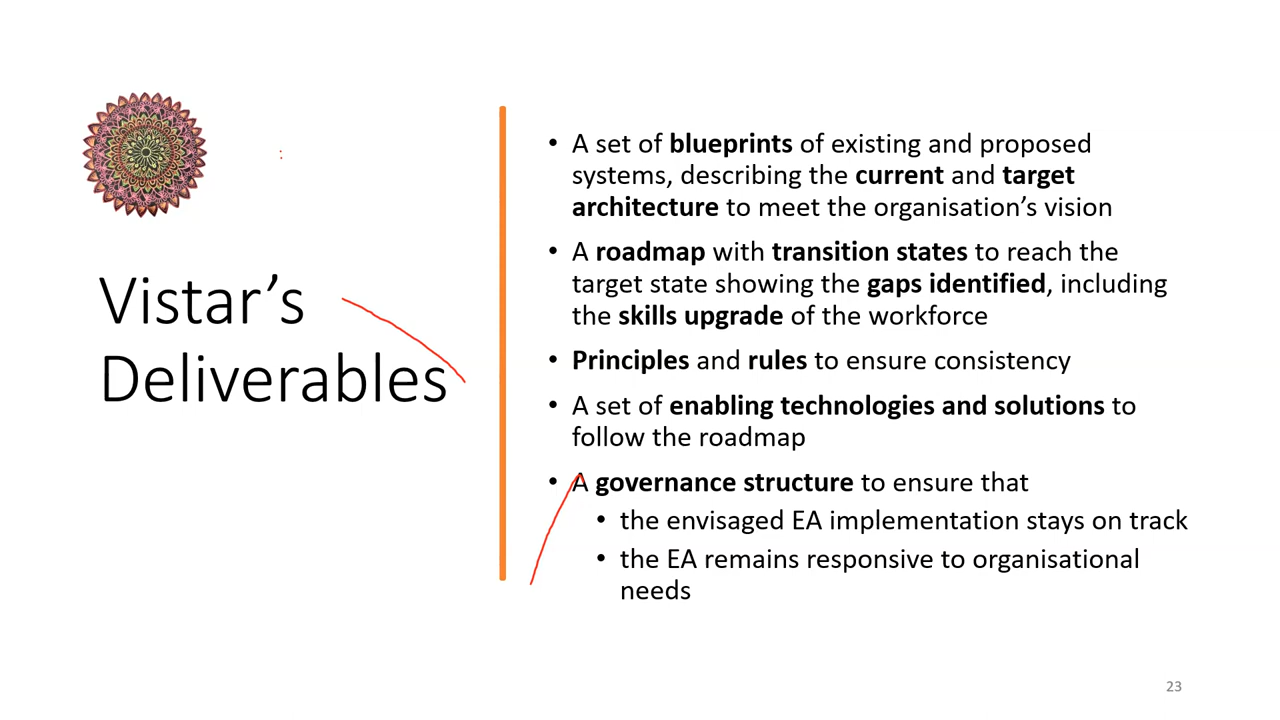 Vistar’s
Deliverables
• A set of blueprints of existing and proposed
systems, describing the current and target
architecture to meet the organisation’s vision
• A roadmap with transition states to reach the
target state showing the gaps identified, including
the skills upgrade of the workforce
• Principles and rules to ensure consistency
• A set of enabling technologies and solutions to
follow the roadmap
• A governance structure to ensure that
• the envisaged EA implementation stays on track
• the EA remains responsive to organisational
needs
23